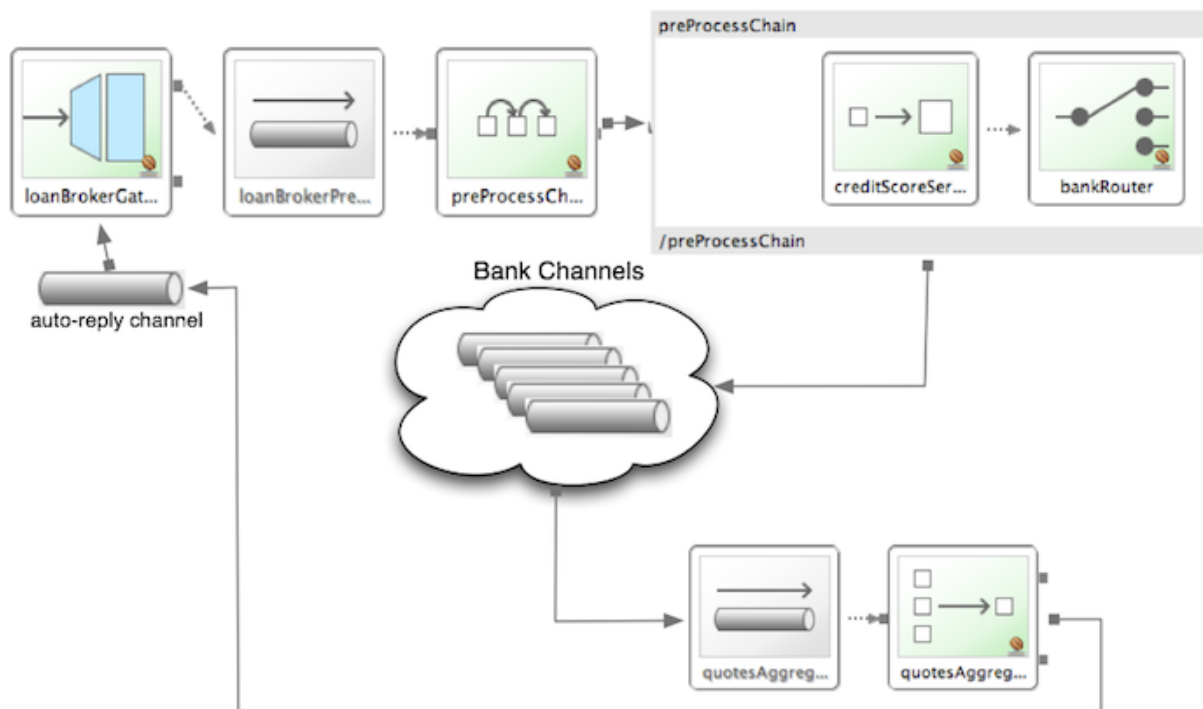 preProcessChain
loanBrokerGat...
loanBrokerPre...
preProcessCh...
creditScoreSer...
bankRouter
/preProcessChain
Bank Channels
auto-reply channel
quotesAggreg...
quotesAggreg...